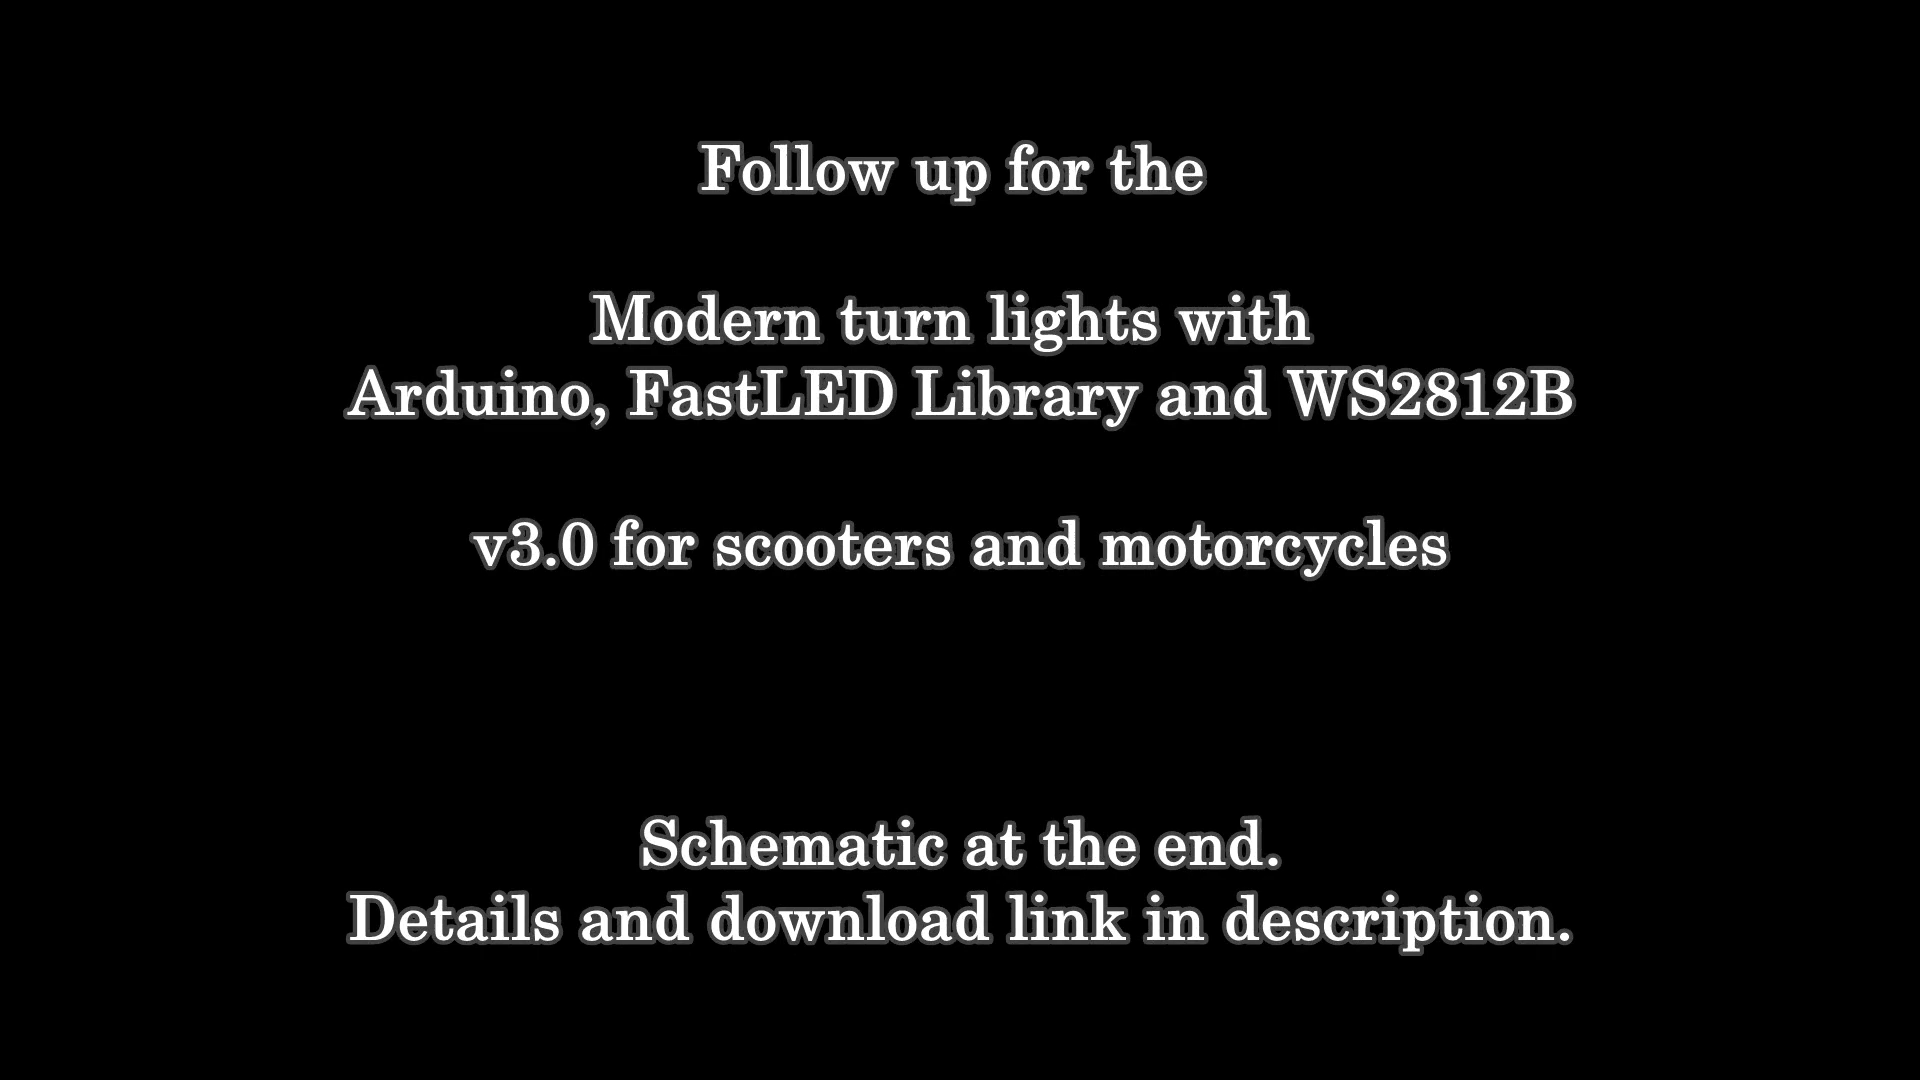 Follow up for the
Modern turn lights with
Arduino, FastLED Library and WS2812B
v3.0 for scooters and motorcycles
Schematic at the end.
Details and download link in description.